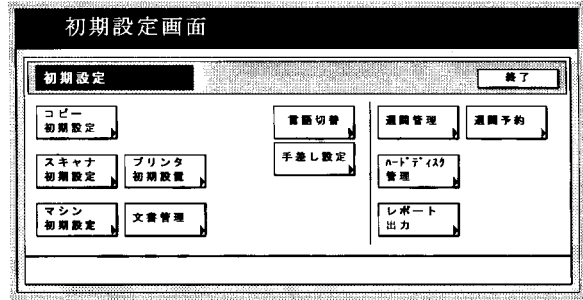 初期設定画面
初期設定
終了
コピー
初期設定
言語切替
週間管理
週間予約
スキャナ
初期設定
プリンタ
初期設置
手差し設定
ハードディスク
管理
マシン
初期設定
文書管理
レポート
出力